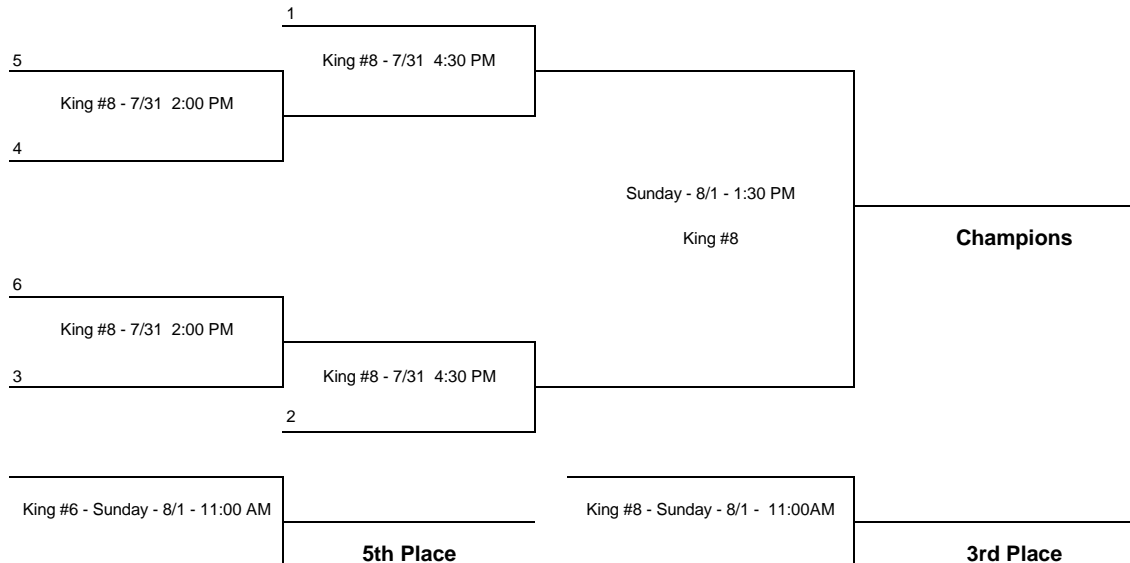 1
5
King #8 - 7/31  4:30 PM
King #8 - 7/31  2:00 PM
4
Sunday - 8/1 - 1:30 PM
King #8
Champions
6
King #8 - 7/31  2:00 PM
3
King #8 - 7/31  4:30 PM
2
King #6 - Sunday - 8/1 - 11:00 AM
King #8 - Sunday - 8/1 -  11:00AM
5th Place
3rd Place